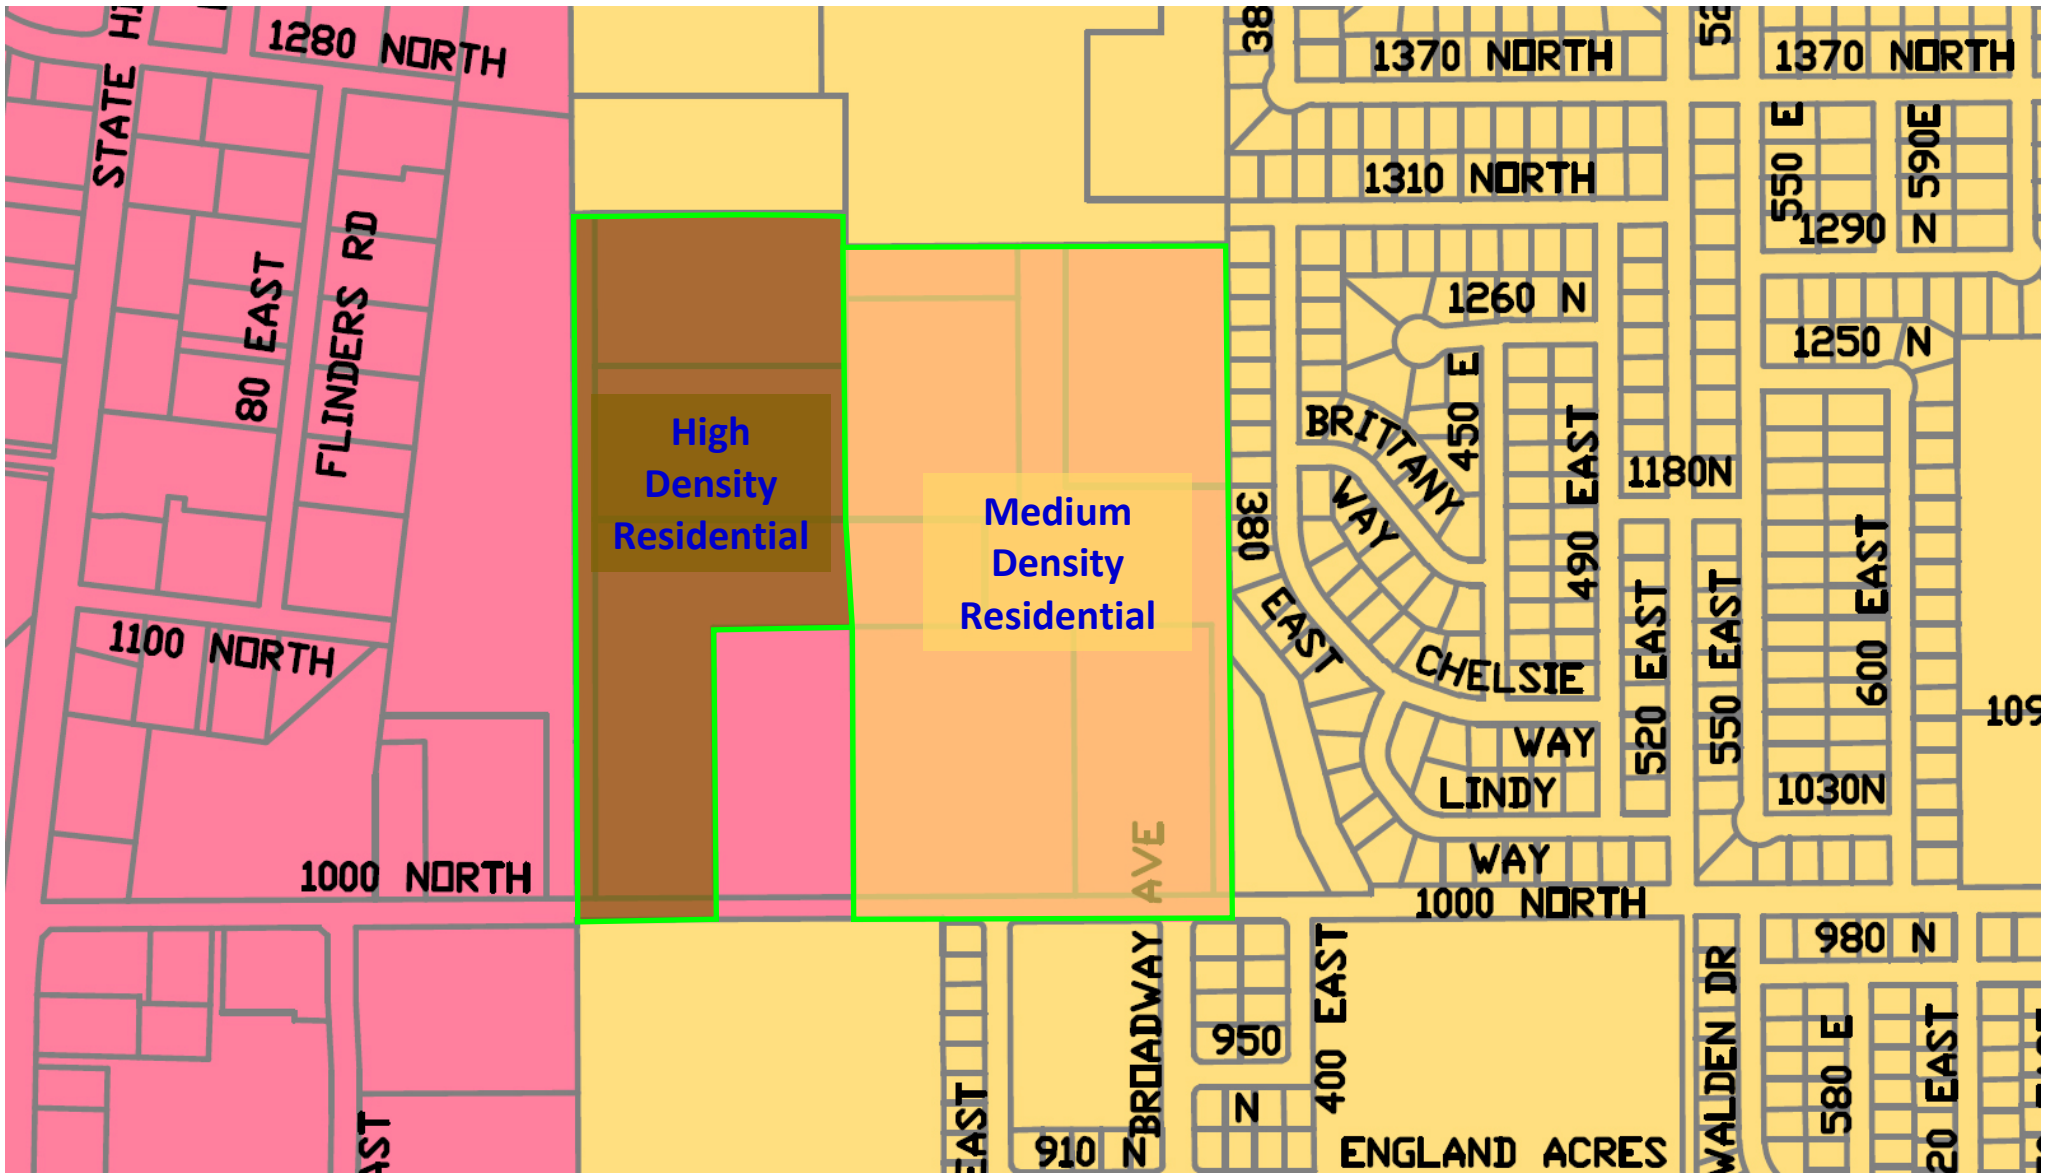 1280 NORTH
STATE
80 EAST
FLINDERS RD
1100 NORTH
1000 NORTH
High
Density
Residential
Medium
Density
Residential
AVE
BROADWAY
910 N
EAST
1370 NORTH
1370 NORTH
1310 NORTH
550 E
590E
1290 N
1260 N
1250 N
450 E
BRITTANY
WAY
490 EAST
1180N
380
EAST
CHELSIE
WAY
LINDY
WAY
520 EAST
550 EAST
600 EAST
1030N
1000 NORTH
980 N
950
N
400 EAST
WALDEN DR
580 E
ENGLAND ACRES